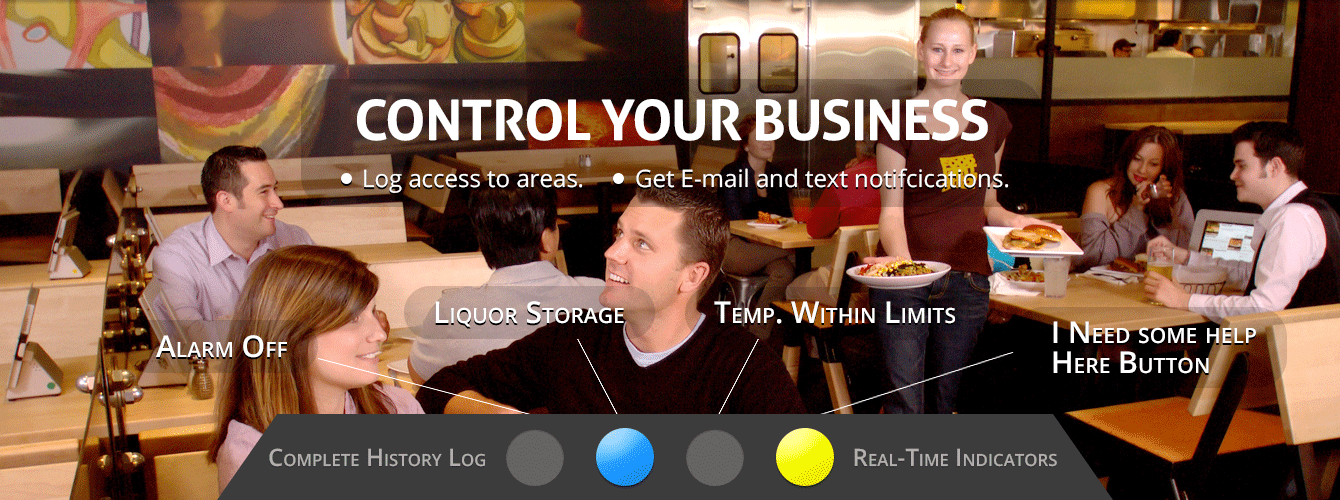 CONTROL YOUR BUSINESS
• Log access to areas. • Get E-mail and text notifcications.
Liquor Storage Temp. Within Limits
Alarm Off
I Need some help
Here Button
Complete History Log Real-Time Indicators